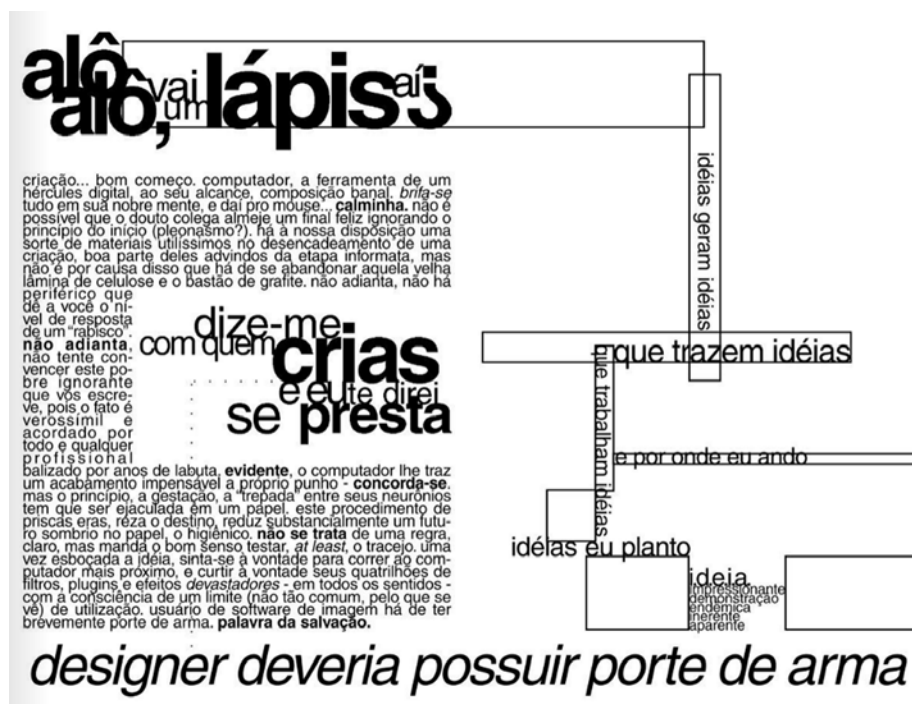 alô
alô, vai um lápis aí¿
criação... bom começo. computador, a ferramenta de um
hércules digital, ao seu alcance, composição banal. brifa-se
tudo em sua nobre mente, e daí pro mouse... calminha. não é
possível que o douto colega almeje um final feliz ignorando o
princípio do início (pleonasmo?). há à nossa disposição uma
sorte de materiais utilíssimos no desencadeamento de uma
criação, boa parte deles advindos da etapa informata, mas
não é por causa disso que há de se abandonar aquela velha
lâmina de celulose e o bastão de grafite. não adianta, não há
periférico que
dê a você o ní-
vel de resposta
de um "rabisco".
não adianta,
não tente con-
vencer este po-
bre ignorante
que vos escre-
ve, pois o fato é
verossímil e
acordado por
todo e qualquer
profissional
balizado por anos de labuta. evidente, o computador lhe traz
um acabamento impensável a próprio punho - concorda-se.
mas o princípio, a gestação, a "trepada" entre seus neurônios
tem que ser ejaculada em um papel. este procedimento de
priscas eras, reza o destino, reduz substancialmente um futu-
ro sombrio no papel, o higiênico. não se trata de uma regra,
claro, mas manda o bom senso testar, at least, o tracejo. uma
vez esboçada a idéia, sinta-se à vontade para correr ao com-
putador mais próximo, e curtir à vontade seus quatrilhões de
filtros, plugins e efeitos devastadores - em todos os sentidos -
com a consciência de um limite (não tão comum, pelo que se
vê) de utilização. usuário de software de imagem há de ter
brevemente porte de arma. palavra da salvação.
dize-me
com quem crias
e eu te direi
se presta
idéias geram idéias
que trazem idéias
que trabalham idéias
e por onde eu ando
idéias eu planto
ideia
impressionante
demonstração
endêmica
inerente
aparente
designer deveria possuir porte de arma